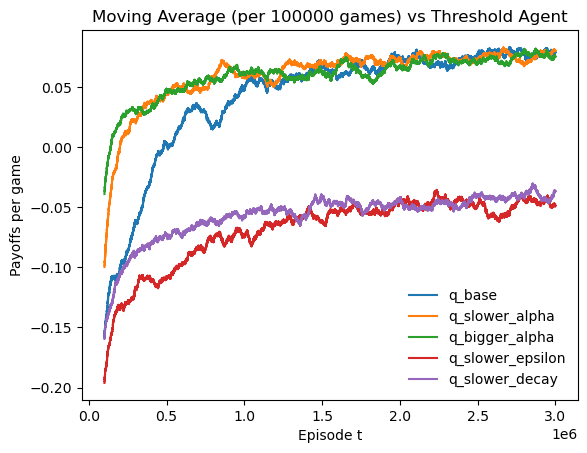 Moving Average (per 100000 games) vs Threshold Agent
Payoffs per game
0.05
0.00
−0.05
−0.10
−0.15
−0.20
q_base
q_slower_alpha
q_bigger_alpha
q_slower_epsilon
q_slower_decay
0.0 0.5 1.0 1.5 2.0 2.5 3.0
1e6
Episode t